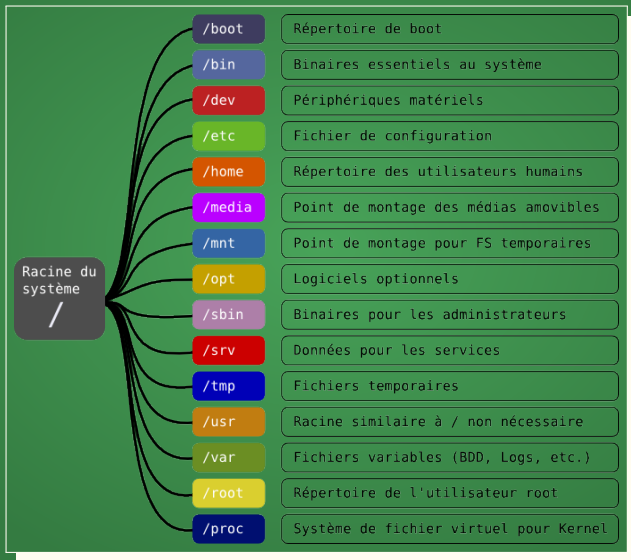 /boot Répertoire de boot
/bin Binaires essentiels au système
/dev Périphériques matériels
/etc Fichier de configuration
/home Répertoire des utilisateurs humains
/media Point de montage des médias amovibles
/mnt Point de montage pour FS temporaires
Racine du
système
/
/opt Logiciels optionnels
/sbin Binaires pour les administrateurs
/srv Données pour les services
/tmp Fichiers temporaires
/usr Racine similaire à / non nécessaire
/var Fichiers variables (BDD, Logs, etc.)
/root Répertoire de l'utilisateur root
/proc Système de fichier virtuel pour Kernel